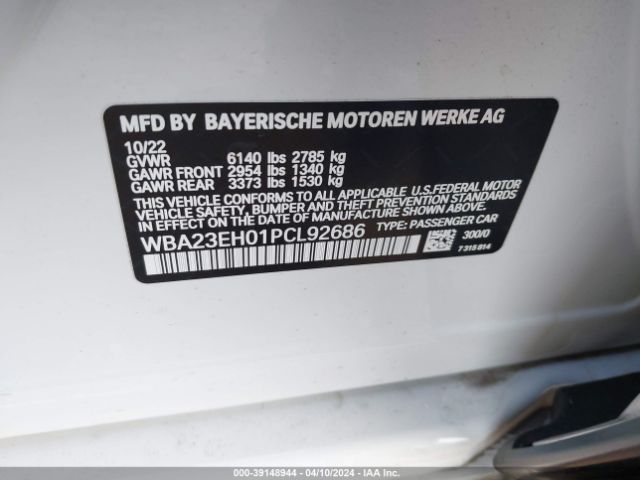 MFD BY BAYERISCHE MOTOREN WERKE AG
10/22
GVWR 6140 lbs 2785 kg
GAWR FRONT 2954 lbs 1340 kg
GAWR REAR 3373 lbs 1530 kg
THIS VEHICLE CONFORMS TO ALL APPLICABLE U.S.FEDERAL MOTOR
VEHICLE SAFETY, BUMPER, AND THEFT PREVENTION STANDARDS
IN EFFECT ON THE DATE OF MANUFACTURE SHOWN ABOVE.
WBA23EH01PCL92686 TYPE: PASSENGER CAR
300/0
7 315 814
000-39148944 - 04/10/2024 - IAA Inc.